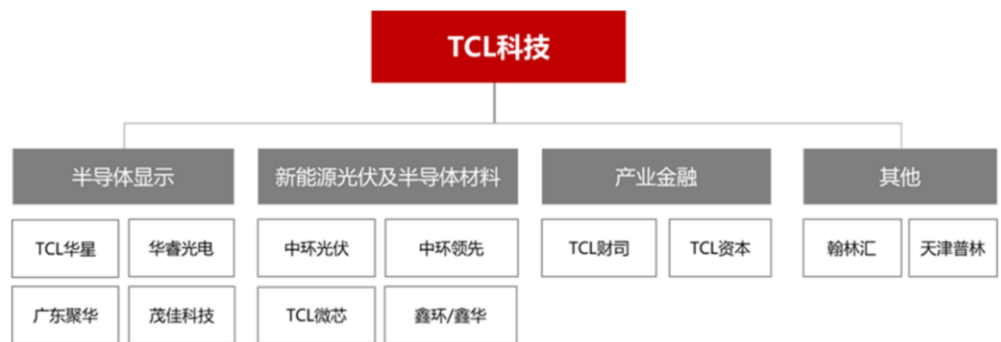 TCL科技
半导体显示
新能源光伏及半导体材料
产业金融
其他
TCL华星
华睿光电
中环光伏
中环领先
TCL财司
TCL资本
翰林汇
天津普林
广东聚华
茂佳科技
TCL微芯
鑫环/鑫华